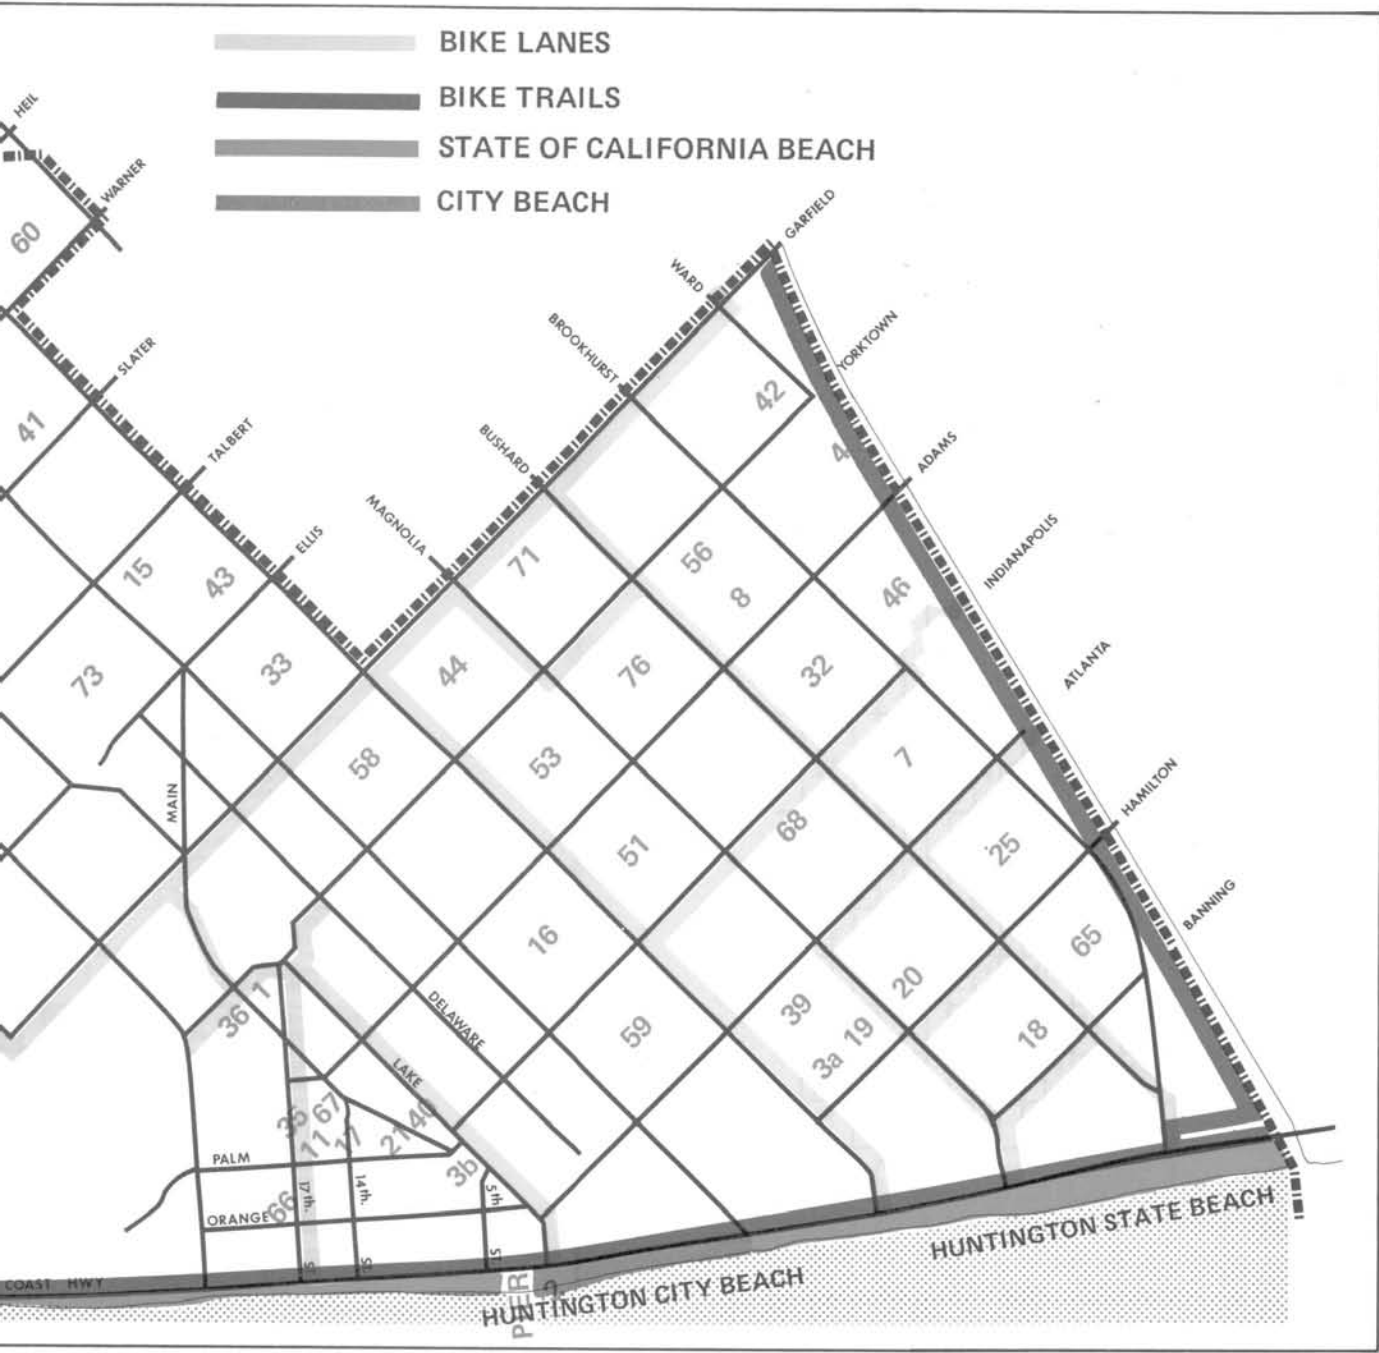 BIKE LANES
BIKE TRAILS
STATE OF CALIFORNIA BEACH
CITY BEACH
HEIL
WARNER
60
GARFIELD
WARD
SLATER
BROOKHURST
YORKTOWN
42
41
TALBERT
BUSHARD
ADAMS
MAGNOLIA
ELLIS
INDIANAPOLIS
15
43
71
56
8
46
73
33
44
76
32
ATLANTA
58
53
7
MAIN
51
68
25
HAMILTON
BANNING
16
65
36
1
DELAWARE
59
39
20
LAKE
3a
19
18
35
67
11
17
21
40
PALM
3b
66
17th.
14th.
5th
ORANGE
ST.
COAST HWY
PIER
2
HUNTINGTON STATE BEACH
HUNTINGTON CITY BEACH